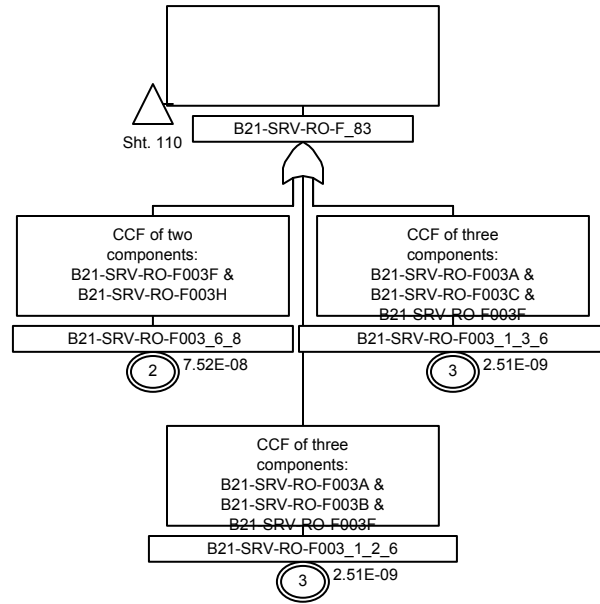 Sht. 110
B21-SRV-RO-F_83
CCF of two
components:
B21-SRV-RO-F003F &
B21-SRV-RO-F003H
B21-SRV-RO-F003_6_8
2
7.52E-08
CCF of three
components:
B21-SRV-RO-F003A &
B21-SRV-RO-F003C &
B21-SRV-RO-F003F
B21-SRV-RO-F003_1_3_6
3
2.51E-09
CCF of three
components:
B21-SRV-RO-F003A &
B21-SRV-RO-F003B &
B21-SRV-RO-F003F
B21-SRV-RO-F003_1_2_6
3
2.51E-09